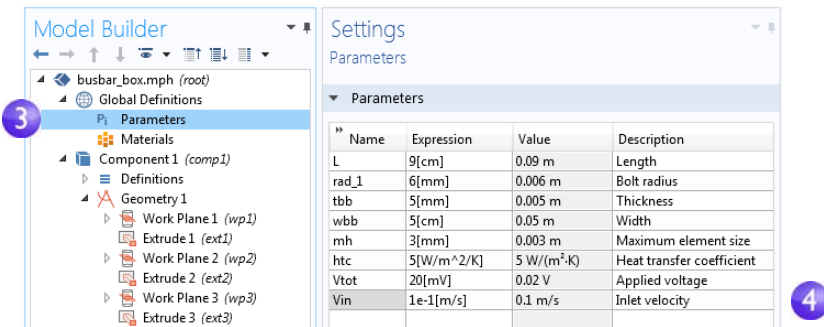 Model Builder
busbar_box.mph (root)
Global Definitions
3
Pi Parameters
Materials
Component 1 (comp1)
Definitions
Geometry 1
Work Plane 1 (wp1)
Extrude 1 (ext1)
Work Plane 2 (wp2)
Extrude 2 (ext2)
Work Plane 3 (wp3)
Extrude 3 (ext3)
Settings
Parameters
Parameters
Name Expression Value Description
L 9[cm] 0.09 m Length
rad_1 6[mm] 0.006 m Bolt radius
tbb 5[mm] 0.005 m Thickness
wbb 5[cm] 0.05 m Width
mh 3[mm] 0.003 m Maximum element size
htc 5[W/m^2/K] 5 W/(m²·K) Heat transfer coefficient
Vtot 20[mV] 0.02 V Applied voltage
Vin 1e-1[m/s] 0.1 m/s Inlet velocity
4